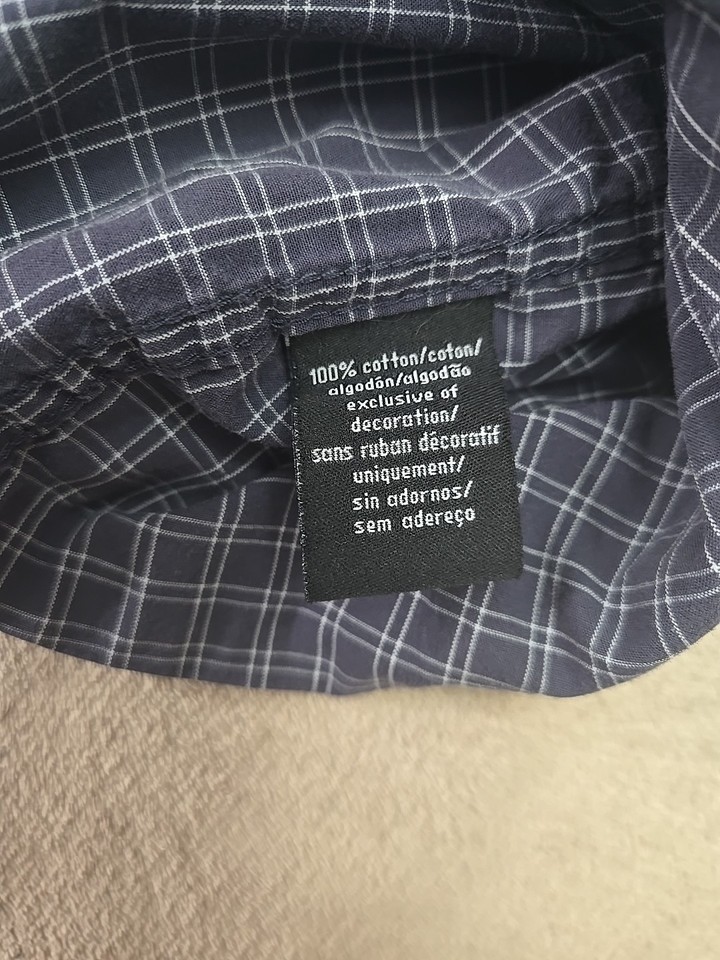 100% cotton/coton/
algodón/algodão
exclusive of
decoration/
sans ruban décoratif
uniquement/
sin adornos/
sem adereço